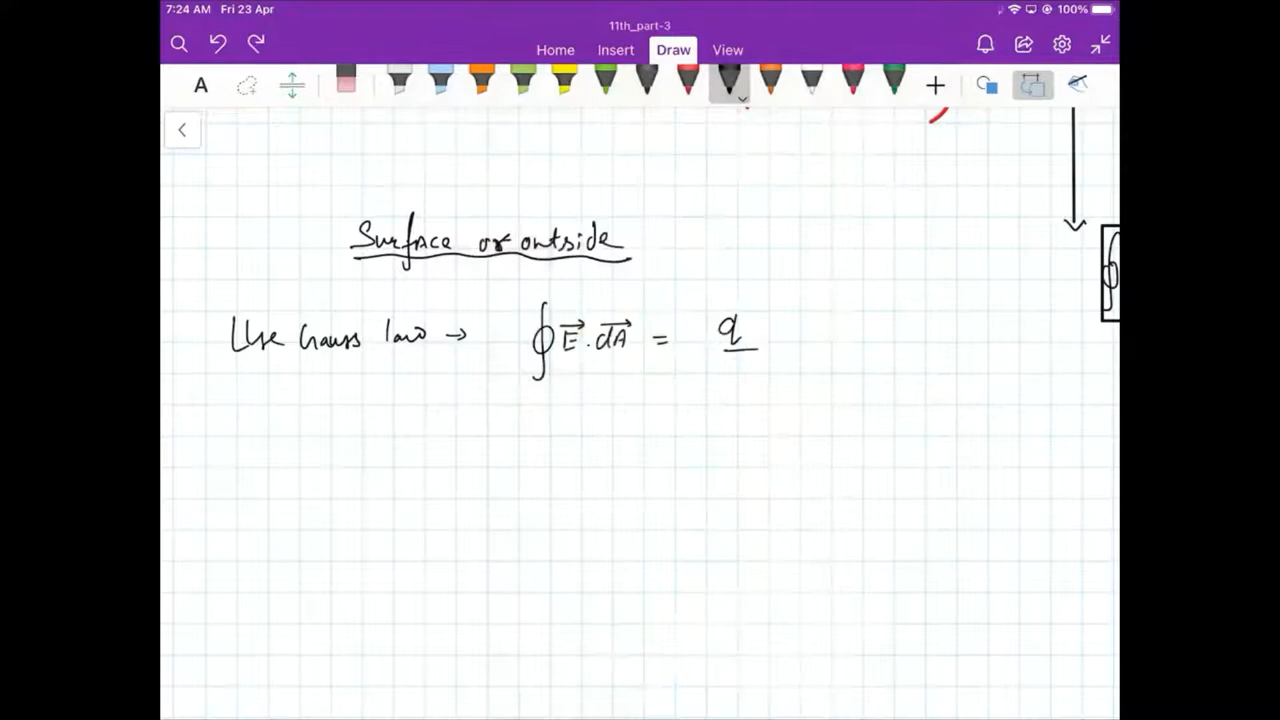 7:24 AM Fri 23 Apr
100%
11th_part-3
Home Insert Draw View
A
Surface or outside
Use Gauss law → ∮ E⃗ . dA⃗ = q